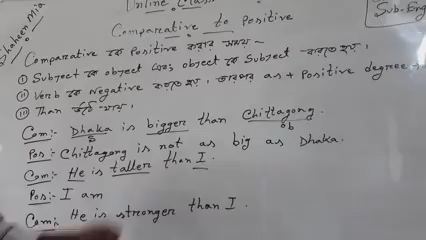 Online Class
Shaheen Mia
Sub-Eng
Comparative to Positive
Comparative কে Positive করার সময় ~
(i) Subject কে object এবং object কে Subject করতে হয়।
(ii) Verb কে Negative করতে হয়, তারপর as + Positive degree
(iii) Than উঠে যায়।
Com:- Dhaka is bigger than Chittagong.
S ob
Pos:- Chittagong is not as big as Dhaka.
Com:- He is taller than I.
Pos:- I am
Com:- He is stronger than I.